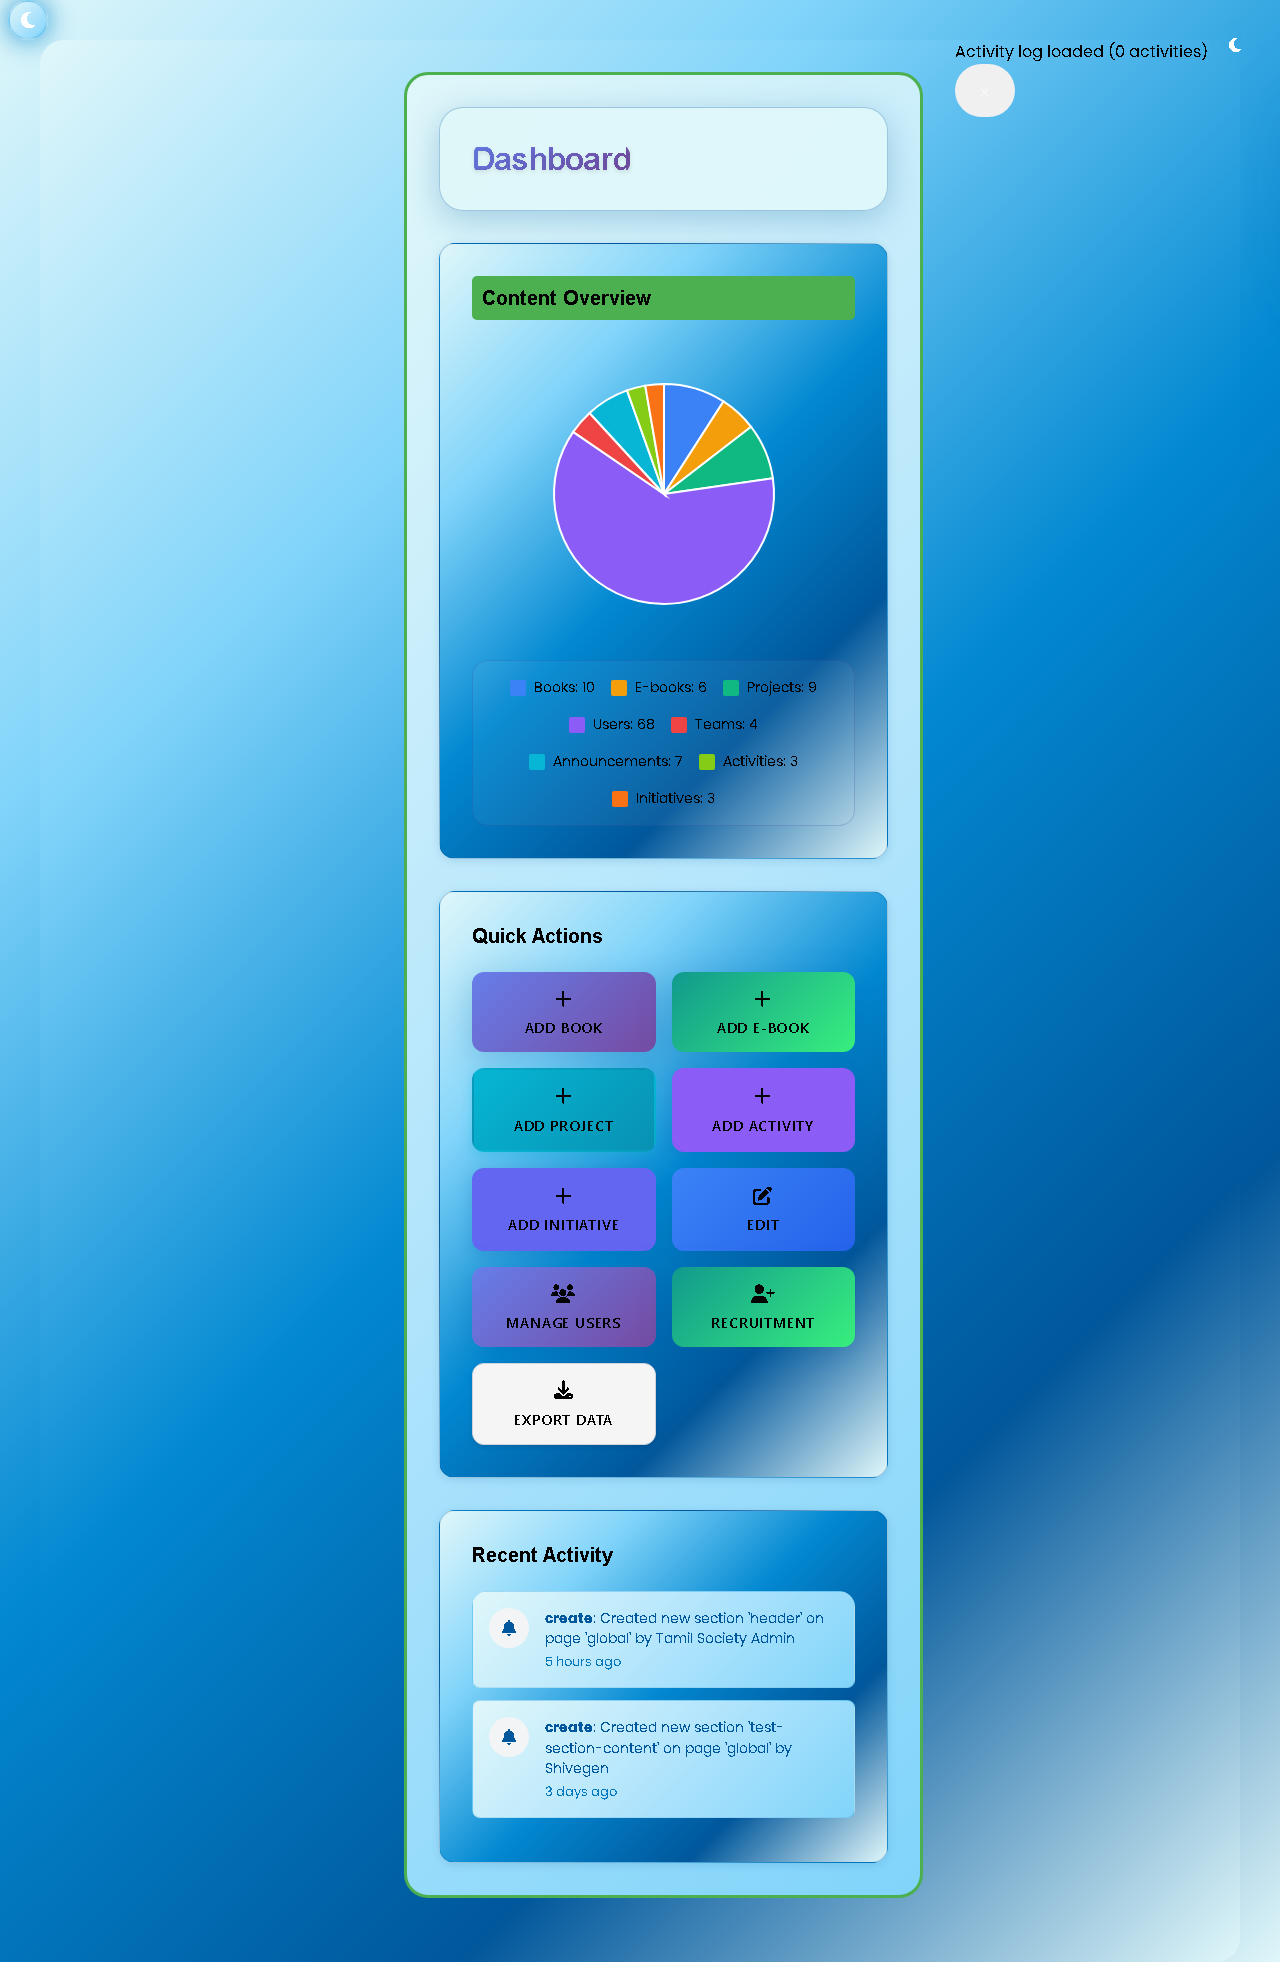 Activity log loaded (0 activities)
×
Dashboard
Content Overview
Books: 10 E-books: 6 Projects: 9
Users: 68 Teams: 4
Announcements: 7 Activities: 3
Initiatives: 3
Quick Actions
ADD BOOK ADD E-BOOK
ADD PROJECT ADD ACTIVITY
ADD INITIATIVE EDIT
MANAGE USERS RECRUITMENT
EXPORT DATA
Recent Activity
create: Created new section 'header' on
page 'global' by Tamil Society Admin
5 hours ago
create: Created new section 'test-
section-content' on page 'global' by
Shivegen
3 days ago